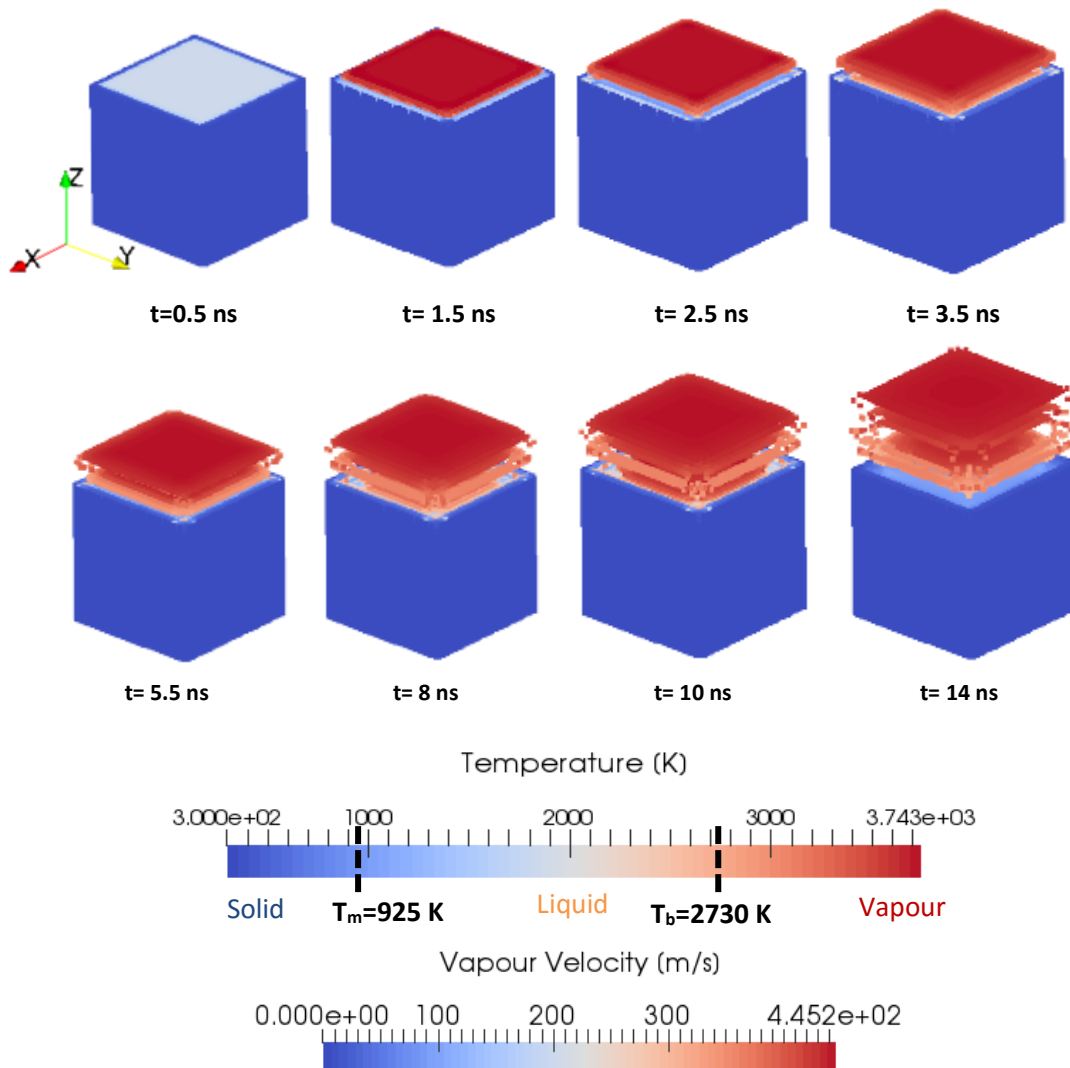 Z
X
Y
t=0.5 ns
t= 1.5 ns
t= 2.5 ns
t= 3.5 ns
t= 5.5 ns
t= 8 ns
t= 10 ns
t= 14 ns
Temperature (K)
3.000e+02 1000 2000 3000 3.743e+03
Solid Tm=925 K Liquid Tb=2730 K Vapour
Vapour Velocity (m/s)
0.000e+00 100 200 300 4.452e+02